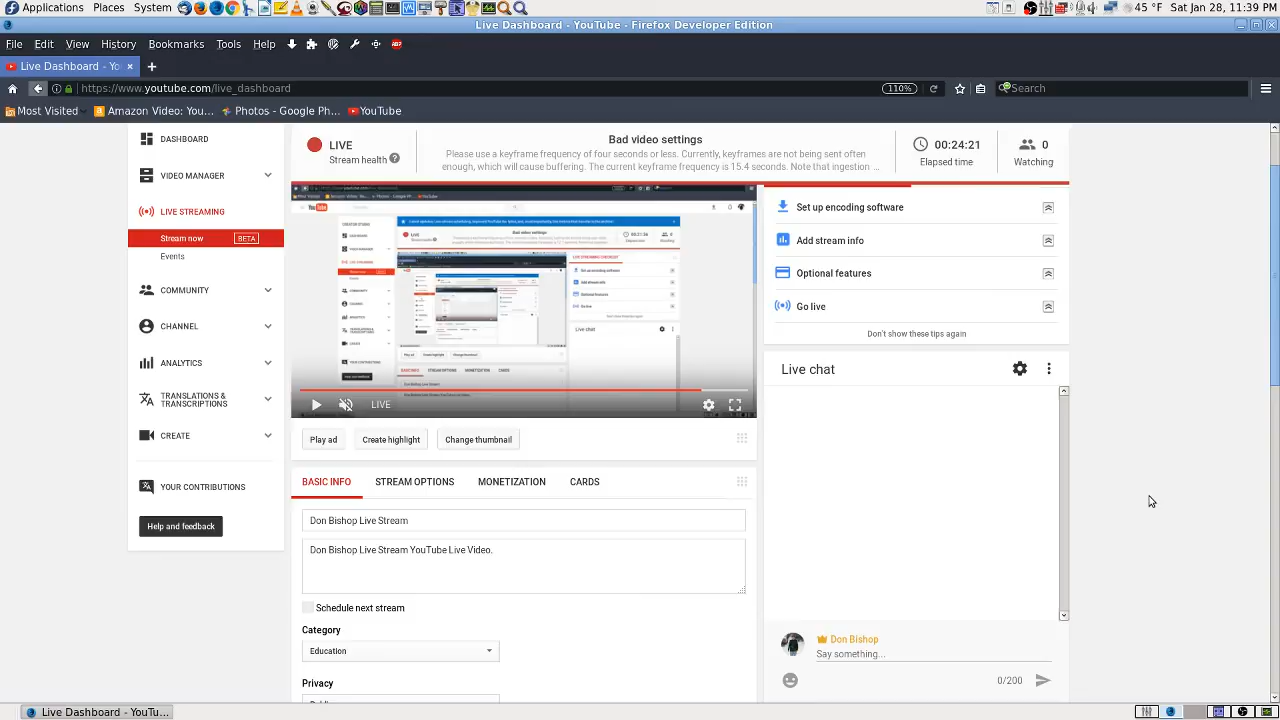 Applications Places System
45 °F Sat Jan 28, 11:39 PM
Live Dashboard - YouTube - Firefox Developer Edition
File Edit View History Bookmarks Tools Help
Live Dashboard - Yo
https://www.youtube.com/live_dashboard
110%
Search
Most Visited
Amazon Video: You...
Photos - Google Ph...
YouTube
DASHBOARD
VIDEO MANAGER
LIVE STREAMING
Stream now BETA
Events
COMMUNITY
CHANNEL
ANALYTICS
TRANSLATIONS &
TRANSCRIPTIONS
CREATE
YOUR CONTRIBUTIONS
Help and feedback
LIVE
Stream health
Bad video settings
Please use a keyframe frequency of four seconds or less. Currently, keyframes are not being sent often
enough, which will cause buffering. The current keyframe frequency is 15.4 seconds. Note that ingestion ...
00:24:21
Elapsed time
0
Watching
LIVE
Play ad
Create highlight
Change thumbnail
BASIC INFO
STREAM OPTIONS
MONETIZATION
CARDS
Don Bishop Live Stream
Don Bishop Live Stream YouTube Live Video.
Schedule next stream
Category
Education
Privacy
Set up encoding software
Add stream info
Optional features
Go live
Don't show these tips again
Live chat
Don Bishop
Say something...
0/200
Live Dashboard - YouTu...